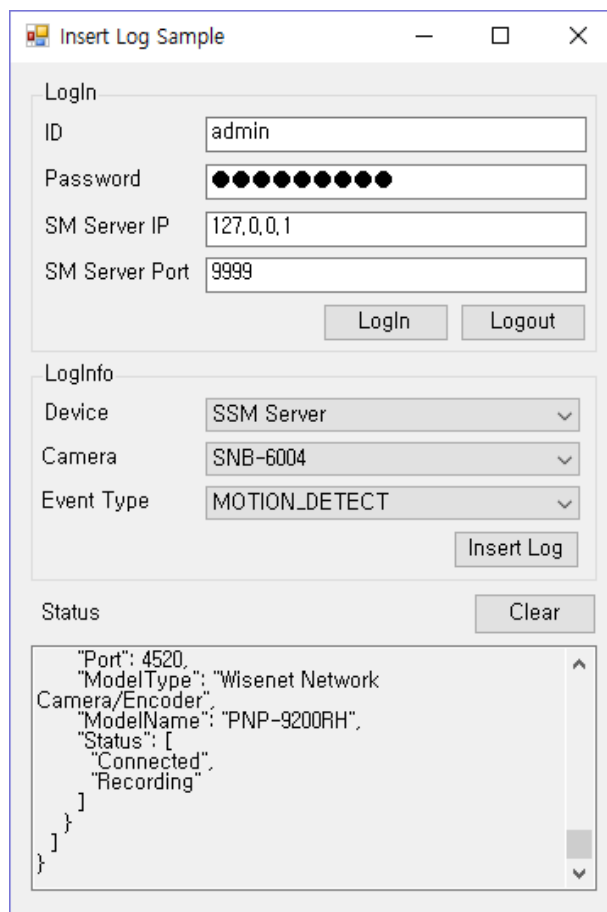 Insert Log Sample
LogIn
ID
admin
Password
●●●●●●●●●
SM Server IP
127,0,0,1
SM Server Port
9999
LogIn
Logout
LogInfo
Device
SSM Server
Camera
SNB-6004
Event Type
MOTION_DETECT
Insert Log
Status
Clear
"Port": 4520,
"ModelType": "Wisenet Network
Camera/Encoder",
"ModelName": "PNP-9200RH",
"Status": [
"Connected",
"Recording"
]
}
]
}